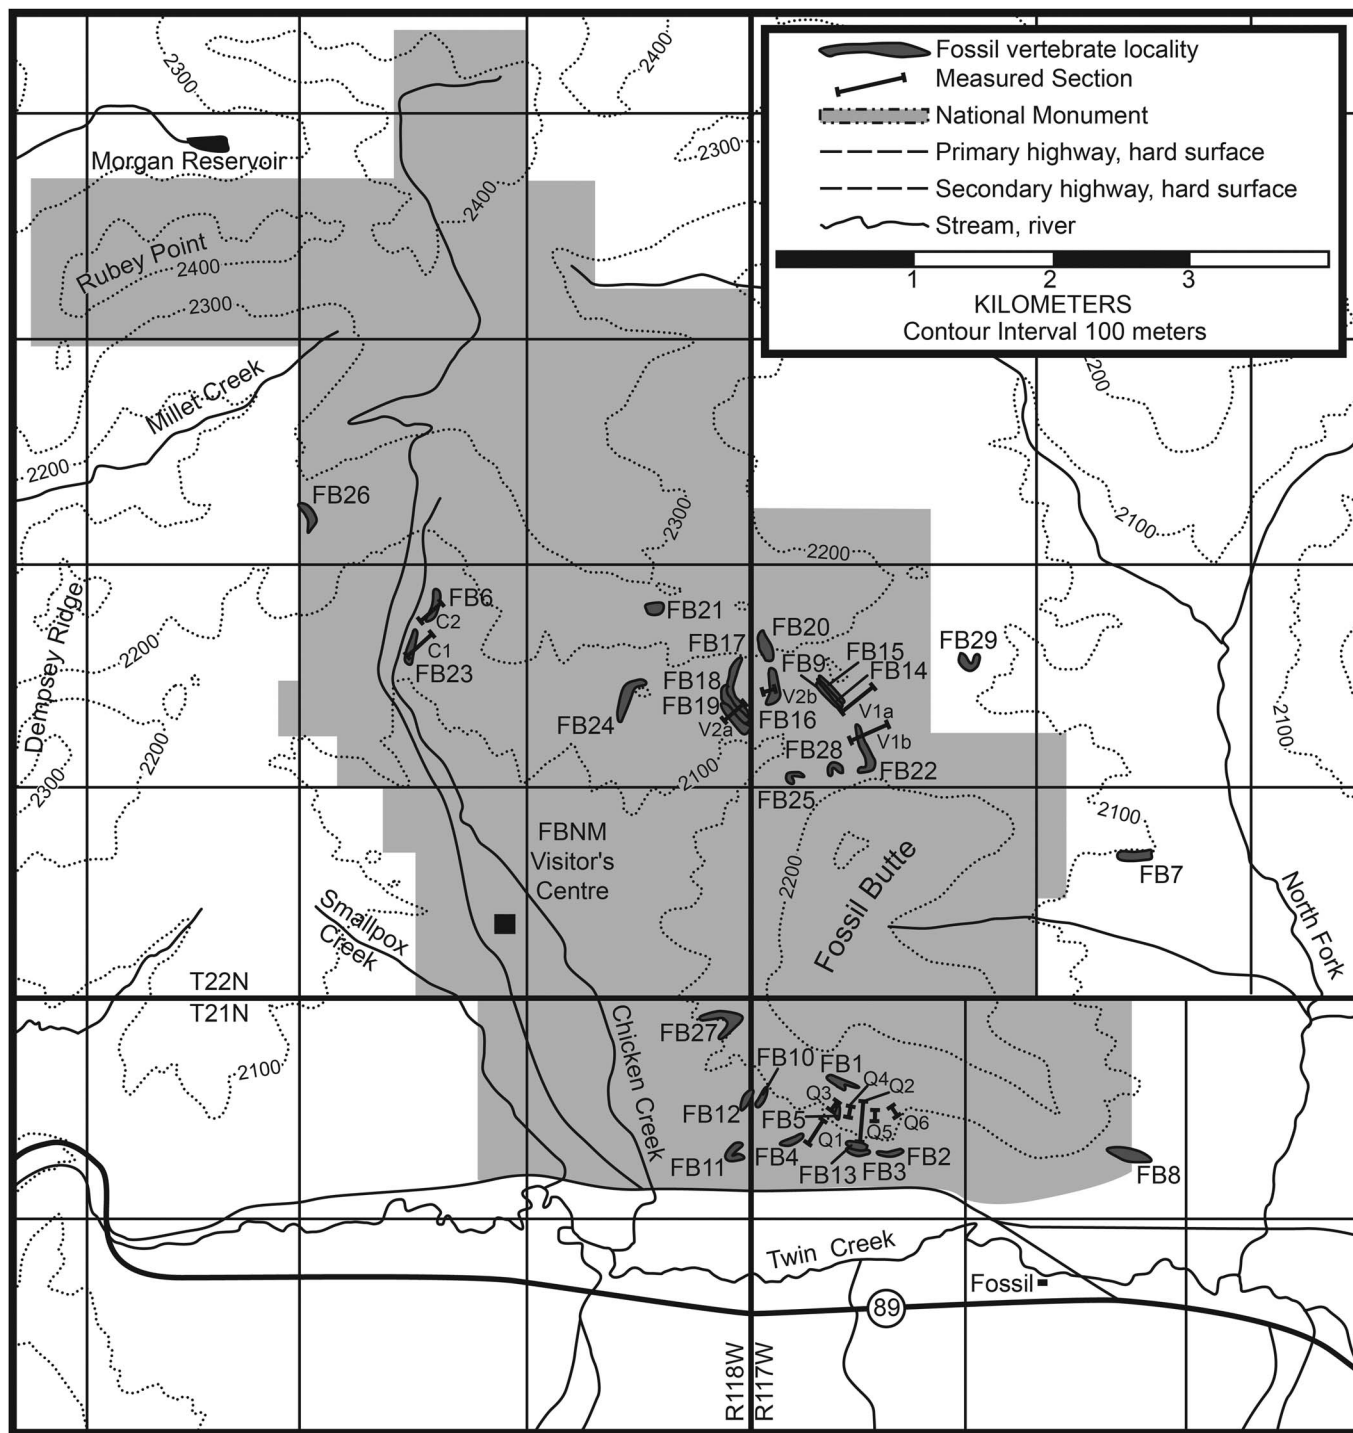 2300
2400
Fossil vertebrate locality
Measured Section
National Monument
Primary highway, hard surface
Secondary highway, hard surface
Stream, river
1
2
3
KILOMETERS
Contour Interval 100 meters
Morgan Reservoir
2300
2400
Rubey Point
2400
2300
Millet Creek
2200
2200
FB26
2300
2100
2200
Dempsey Ridge
FB6
C2
C1
FB23
FB21
FB20
FB17
FB15
FB9
FB14
FB29
2200
FB18
FB19
V2b
V1a
FB24
V2a
FB16
V1b
2100
2200
2300
2100
FB28
FB22
FB25
2100
FBNM
Visitor's
Centre
2200
Fossil Butte
FB7
North Fork
Smallpox
Creek
T22N
T21N
Chicken Creek
FB27
2100
FB10
FB1
Q4
Q2
Q3
FB12
FB5
Q6
Q5
Q1
FB11
FB4
FB13
FB3
FB2
FB8
Twin Creek
Fossil
89
R118W
R117W